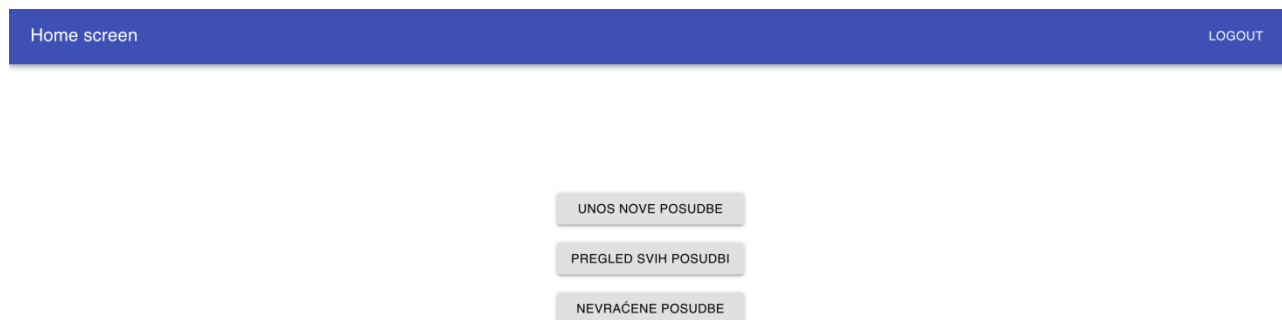 Home screen
LOGOUT
UNOS NOVE POSUDBE
PREGLED SVIH POSUDBI
NEVRAĆENE POSUDBE